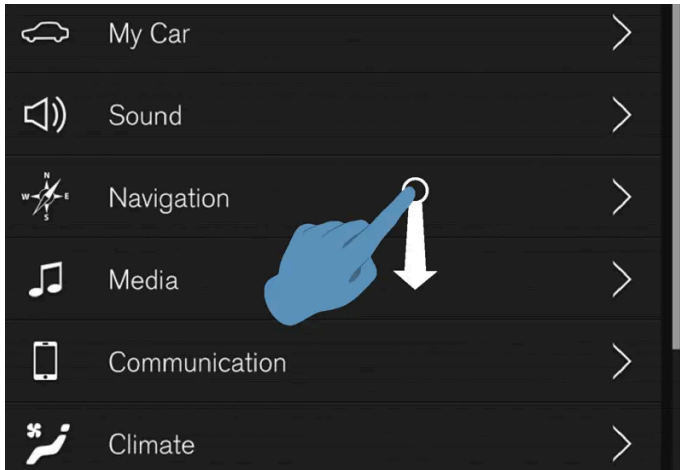 My Car
Sound
N
W E
S
Navigation
Media
Communication
Climate